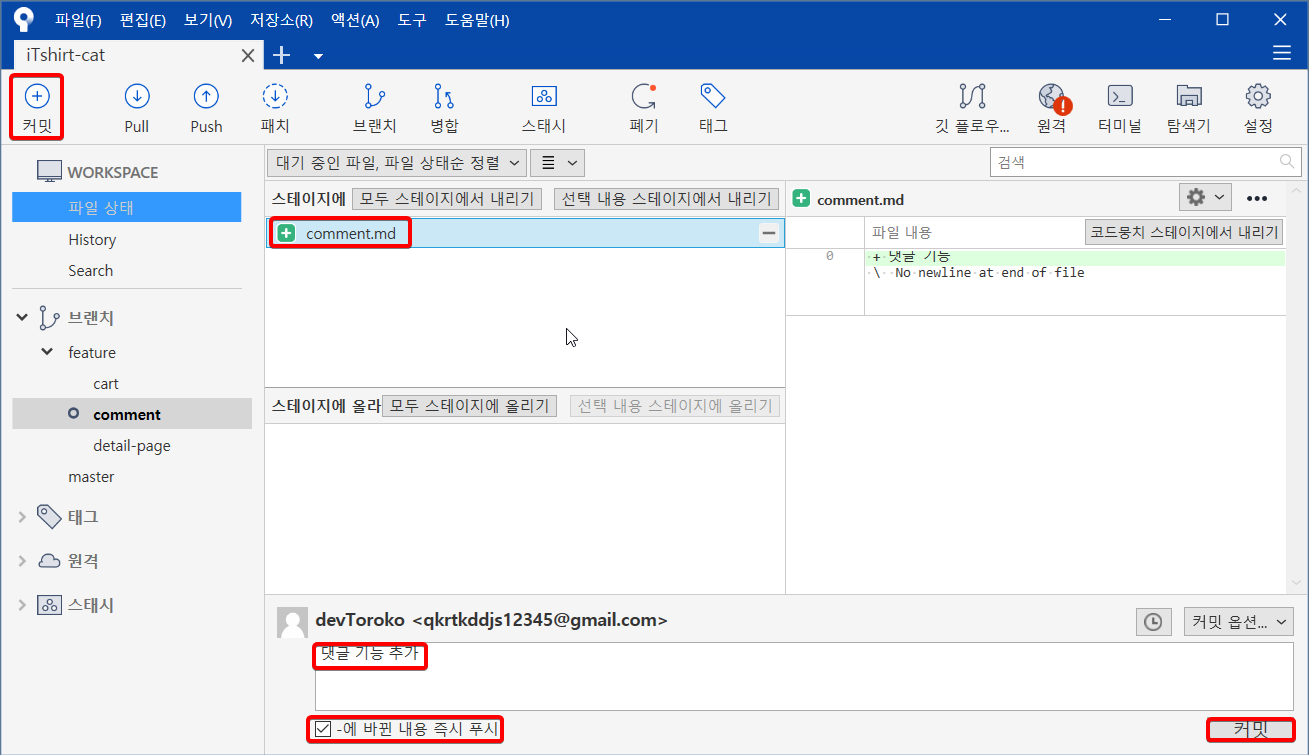 파일(F) 편집(E) 보기(V) 저장소(R) 액션(A) 도구 도움말(H)
iTshirt-cat
커밋 Pull Push 패치 브랜치 병합 스태시 폐기 태그 깃 플로우... 원격 터미널 탐색기 설정
WORKSPACE
파일 상태
History
Search
브랜치
feature
cart
comment
detail-page
master
태그
원격
스태시
대기 중인 파일, 파일 상태순 정렬
검색
스테이지에 모두 스테이지에서 내리기 선택 내용 스테이지에서 내리기
comment.md
스테이지에 올라 모두 스테이지에 올리기 선택 내용 스테이지에 올리기
comment.md
파일 내용 코드뭉치 스테이지에서 내리기
0 + 댓글 기능
\ No newline at end of file
devToroko <qkrtkddjs12345@gmail.com>
커밋 옵션...
댓글 기능 추가
-에 바뀐 내용 즉시 푸시
커밋